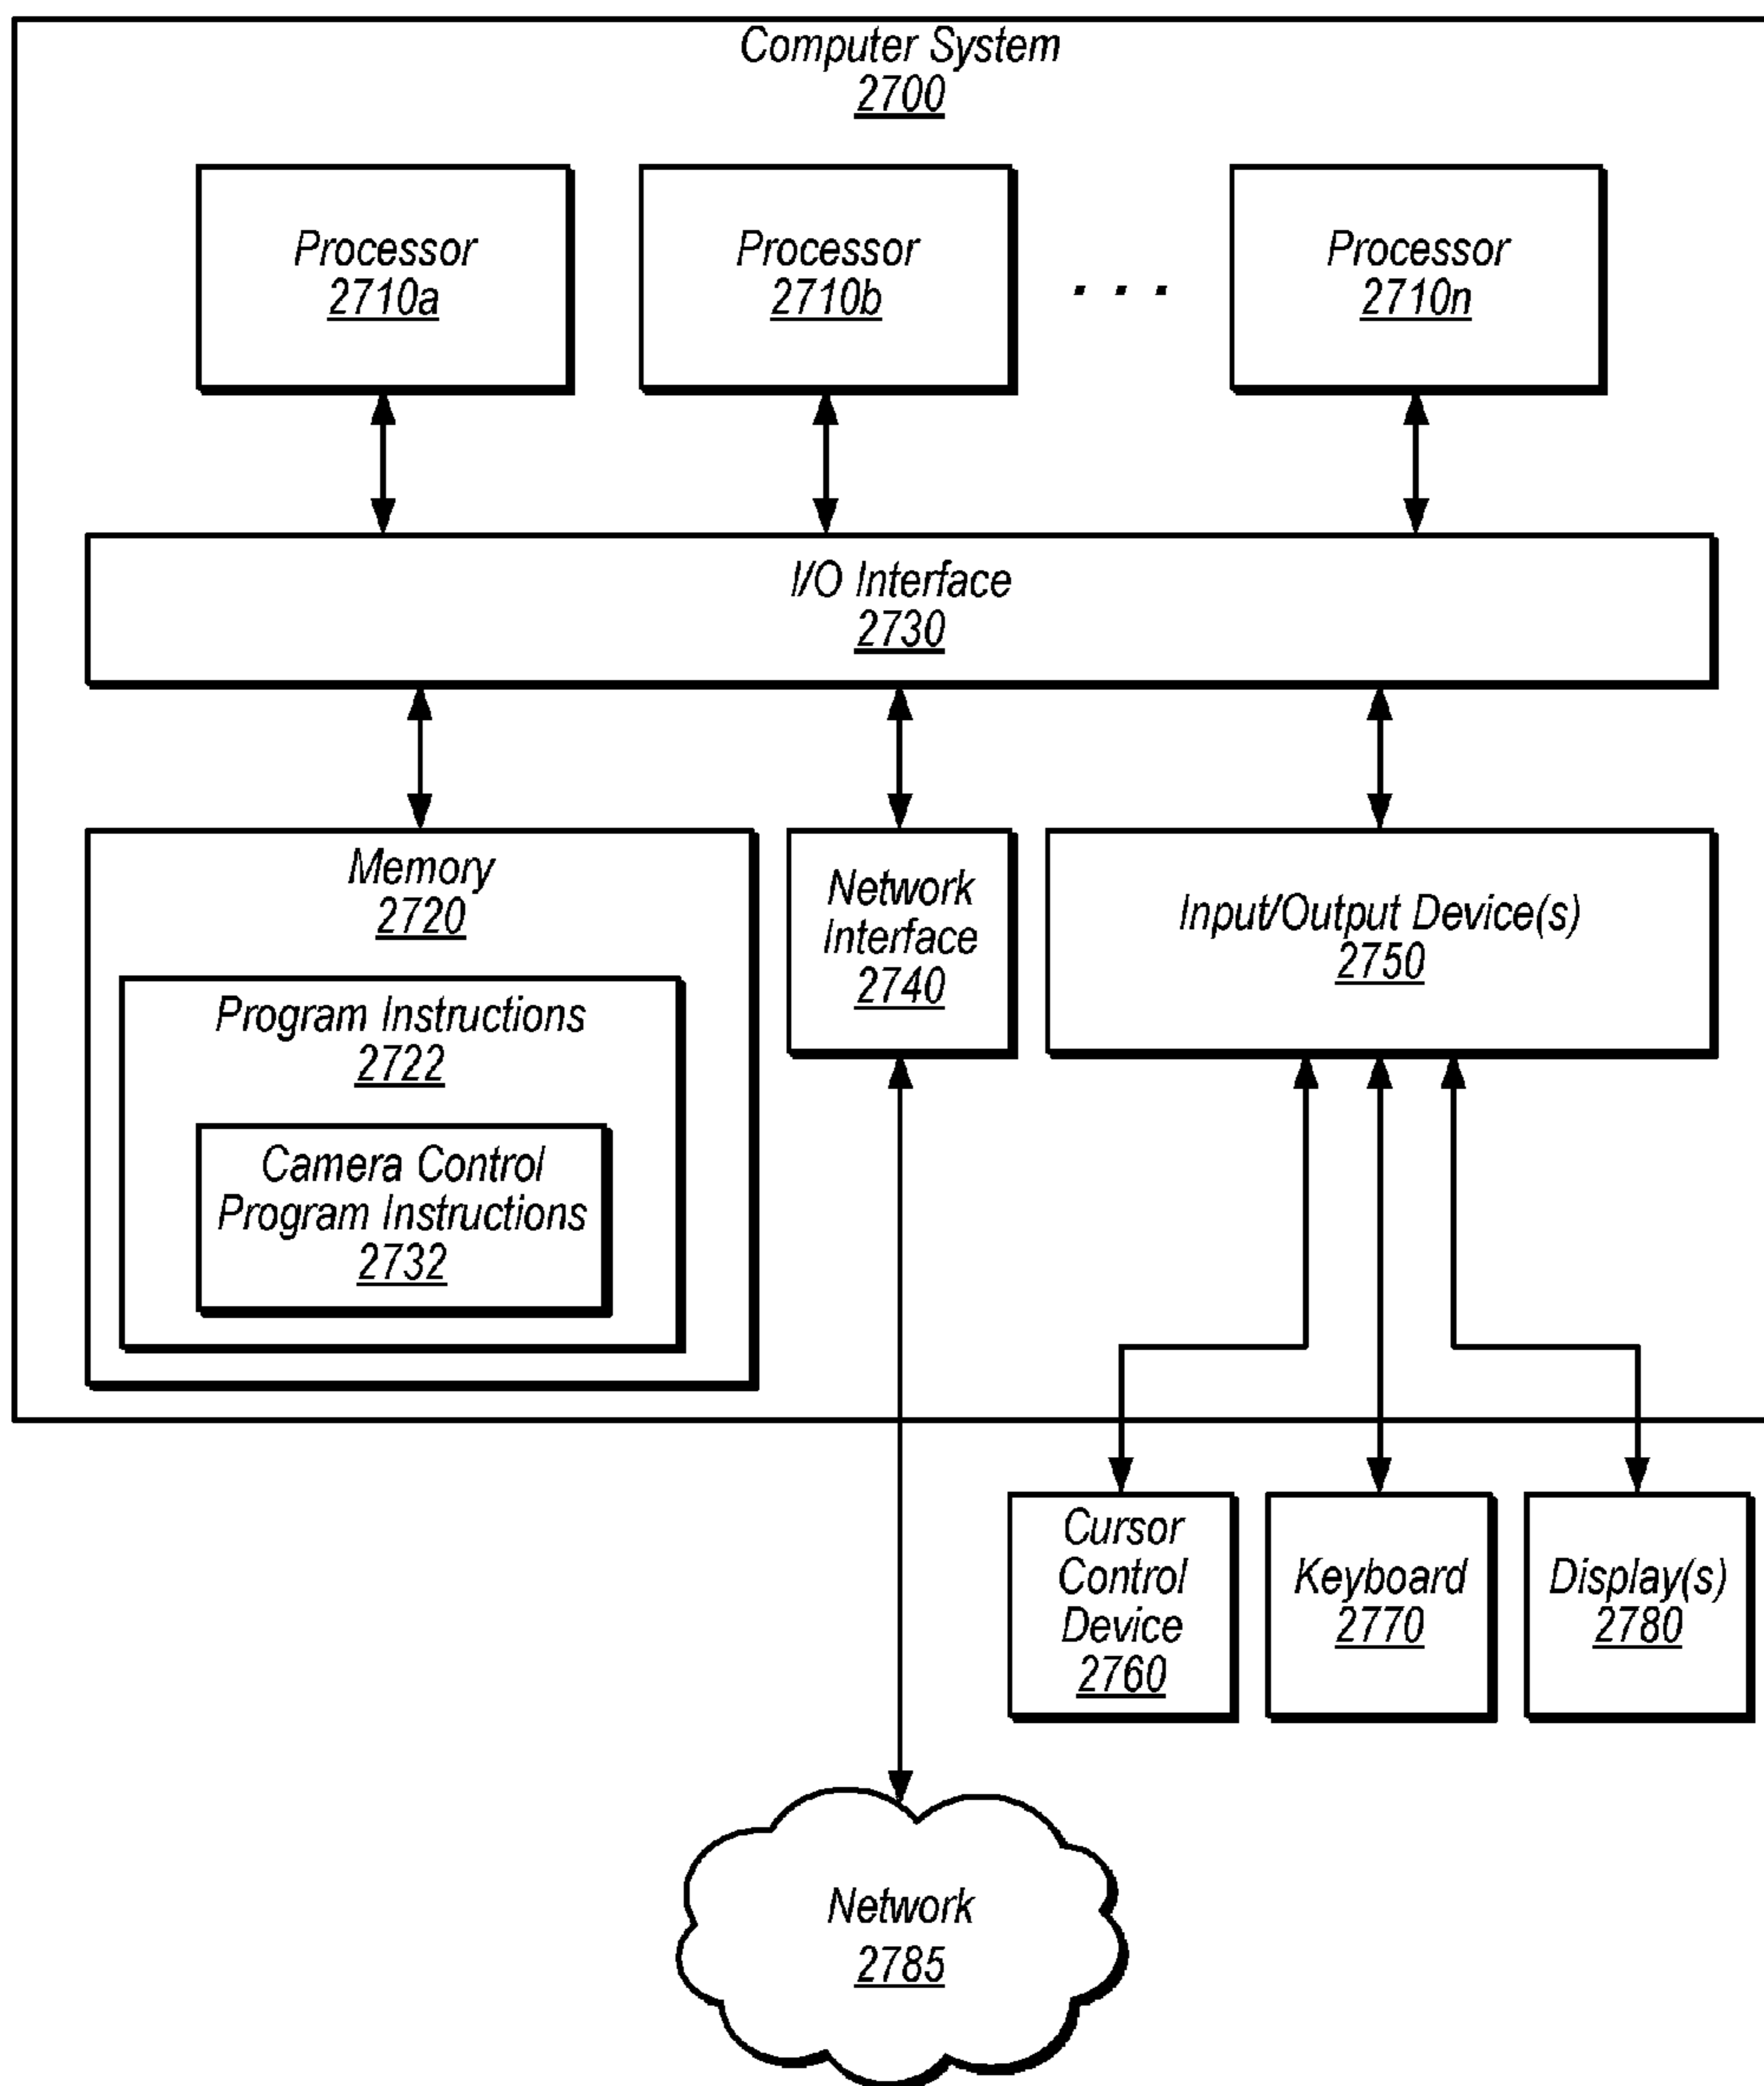 Computer System
2700
Processor
2710a
Processor
2710b
. . .
Processor
2710n
I/O Interface
2730
Memory
2720
Program Instructions
2722
Camera Control
Program Instructions
2732
Network
Interface
2740
Input/Output Device(s)
2750
Cursor
Control
Device
2760
Keyboard
2770
Display(s)
2780
Network
2785